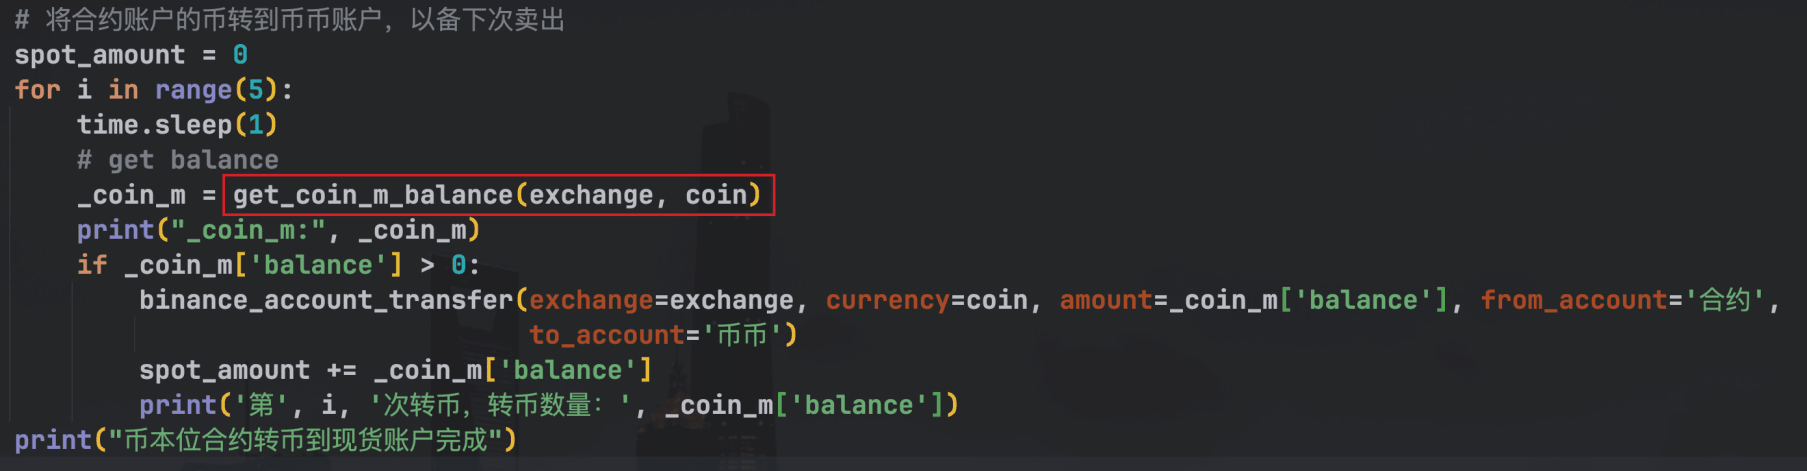 # 将合约账户的币转到币币账户，以备下次卖出
spot_amount = 0
for i in range(5):
    time.sleep(1)
    # get balance
    _coin_m = get_coin_m_balance(exchange, coin)
    print("_coin_m:", _coin_m)
    if _coin_m['balance'] > 0:
        binance_account_transfer(exchange=exchange, currency=coin, amount=_coin_m['balance'], from_account='合约',
                                 to_account='币币')
        spot_amount += _coin_m['balance']
        print('第', i, '次转币，转币数量：', _coin_m['balance'])
print("币本位合约转币到现货账户完成")